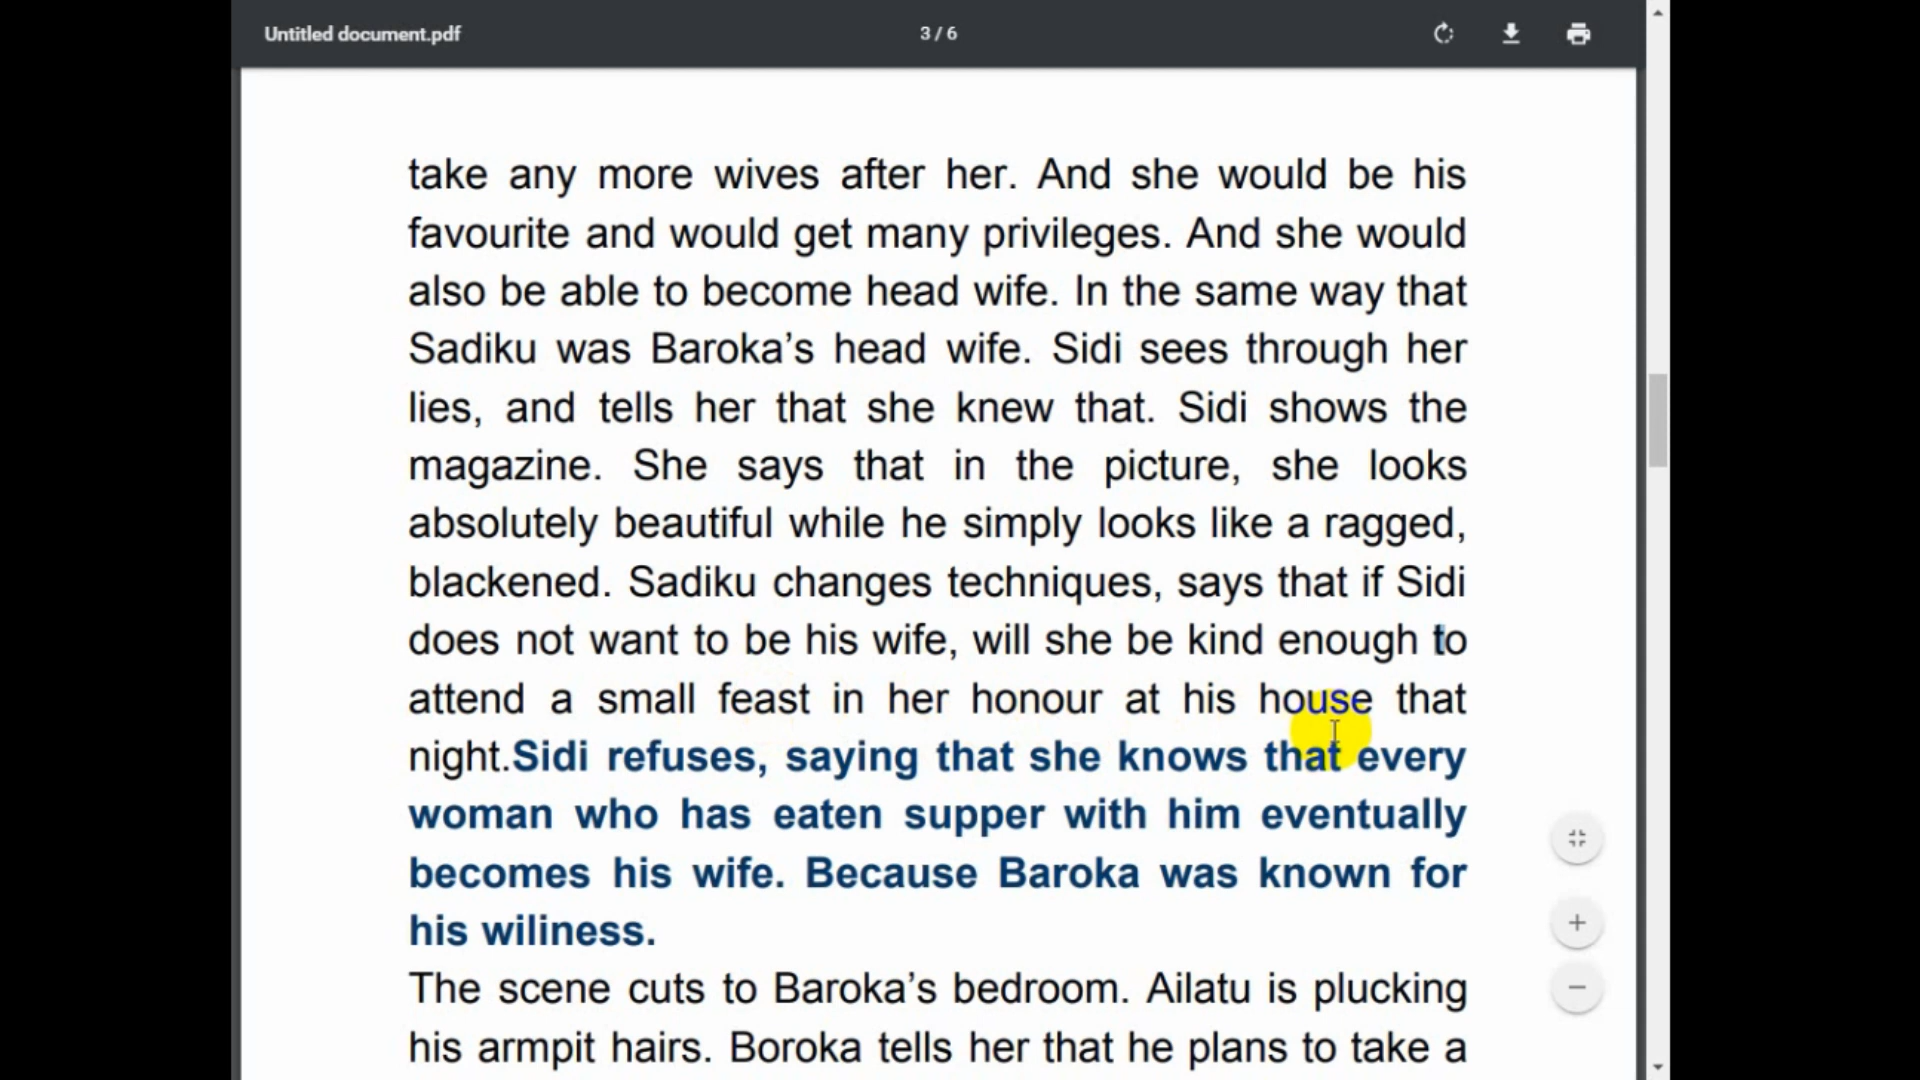 Untitled document.pdf
3 / 6
take any more wives after her. And she would be his
favourite and would get many privileges. And she would
also be able to become head wife. In the same way that
Sadiku was Baroka’s head wife. Sidi sees through her
lies, and tells her that she knew that. Sidi shows the
magazine. She says that in the picture, she looks
absolutely beautiful while he simply looks like a ragged,
blackened. Sadiku changes techniques, says that if Sidi
does not want to be his wife, will she be kind enough to
attend a small feast in her honour at his house that
night.Sidi refuses, saying that she knows that every
woman who has eaten supper with him eventually
becomes his wife. Because Baroka was known for
his wiliness.
The scene cuts to Baroka’s bedroom. Ailatu is plucking
his armpit hairs. Boroka tells her that he plans to take a